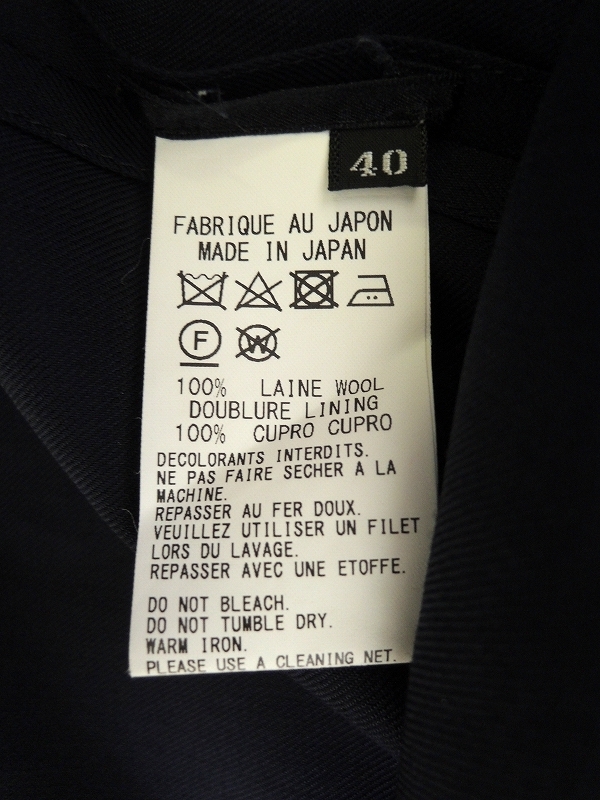 40
FABRIQUE AU JAPON
MADE IN JAPAN
F W
100% LAINE WOOL
DOUBLURE LINING
100% CUPRO CUPRO
DECOLORANTS INTERDITS.
NE PAS FAIRE SECHER A LA
MACHINE.
REPASSER AU FER DOUX.
VEUILLEZ UTILISER UN FILET
LORS DU LAVAGE.
REPASSER AVEC UNE ETOFFE.
DO NOT BLEACH.
DO NOT TUMBLE DRY.
WARM IRON.
PLEASE USE A CLEANING NET.